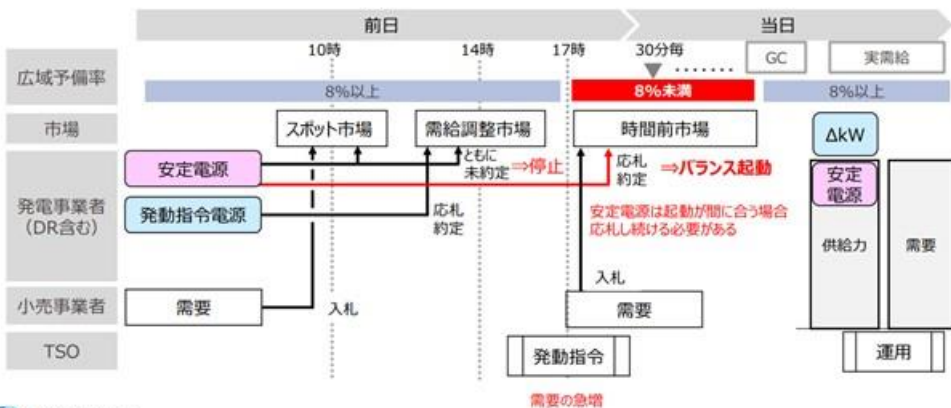 前日
当日
10時
14時
17時
30分毎
GC
実需給
広域予備率
8%以上
8%未満
8%以上
市場
スポット市場
需給調整市場
時間前市場
ΔkW
安定電源
ともに
未約定
⇒停止
応札
約定
⇒バランス起動
安定
電源
発電事業者
(DR含む)
発動指令電源
応札
約定
安定電源は起動が間に合う場合
応札し続ける必要がある
供給力
需要
小売事業者
需要
入札
入札
需要
TSO
発動指令
運用
需要の急増